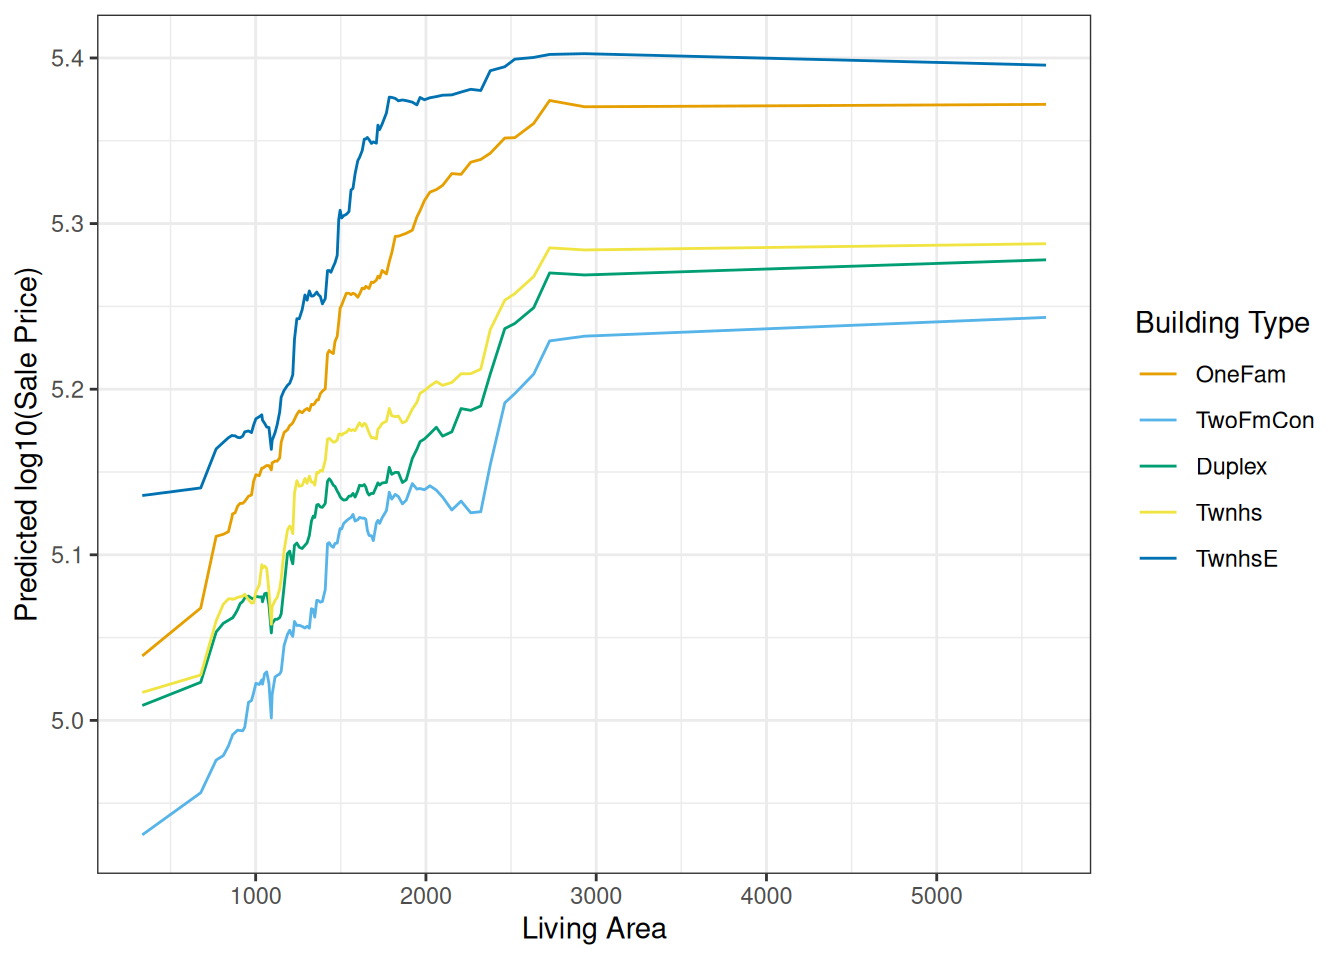 5.4
5.3
5.2
5.1
5.0
Predicted log10(Sale Price)
1000 2000 3000 4000 5000
Living Area
Building Type
OneFam
TwoFmCon
Duplex
Twnhs
TwnhsE